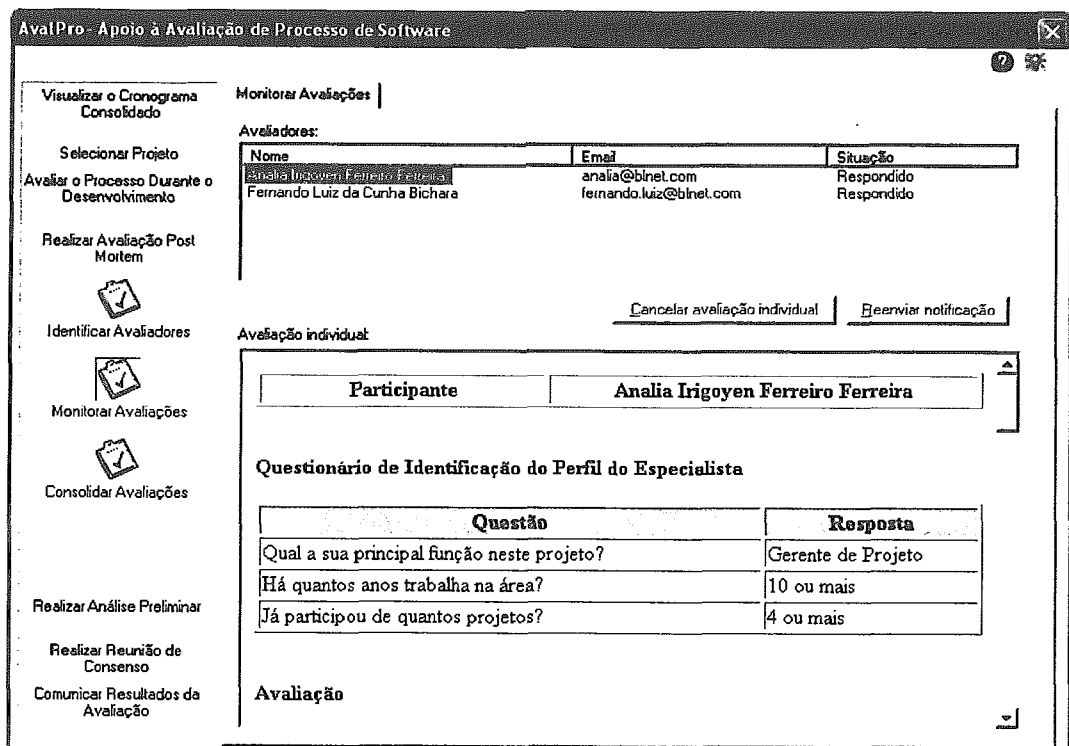 AvalPro - Apoio à Avaliação de Processo de Software
Visualizar o Cronograma
Consolidado
Selecionar Projeto
Avaliar o Processo Durante o
Desenvolvimento
Realizar Avaliação Post
Mortem
Identificar Avaliadores
Monitorar Avaliações
Consolidar Avaliações
Realizar Análise Preliminar
Realizar Reunião de
Consenso
Comunicar Resultados da
Avaliação
Monitorar Avaliações
Avaliadores:
Nome Email Situação
Analia Irigoyen Ferreiro Ferreira analia@blnet.com Respondido
Fernando Luiz da Cunha Bichara fernando.luiz@blnet.com Respondido
Cancelar avaliação individual Reenviar notificação
Avaliação individual:
Participante Analia Irigoyen Ferreiro Ferreira
Questionário de Identificação do Perfil do Especialista
Questão Resposta
Qual a sua principal função neste projeto? Gerente de Projeto
Há quantos anos trabalha na área? 10 ou mais
Já participou de quantos projetos? 4 ou mais
Avaliação